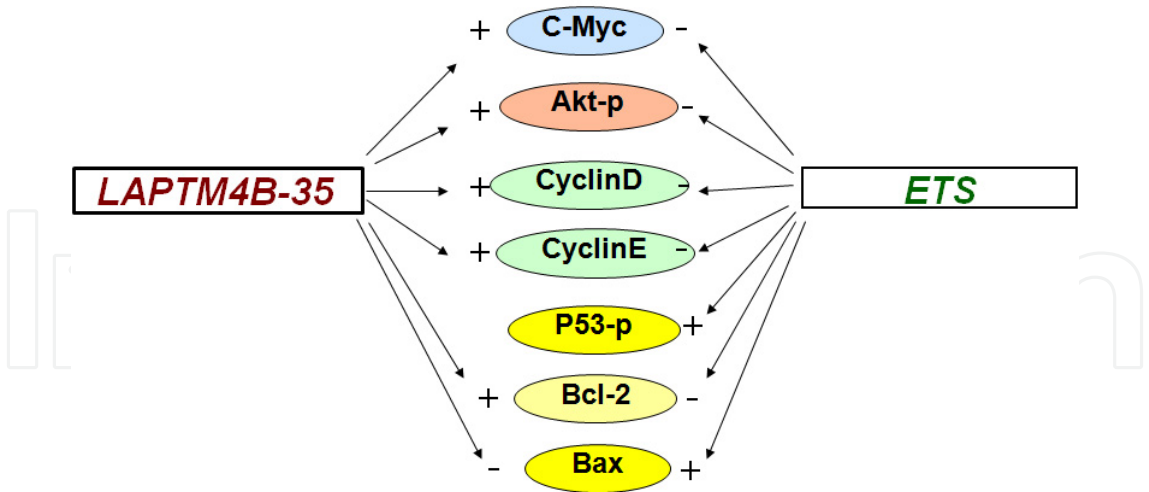 + C-Myc -
+ Akt-p -
LAPTM4B-35
+ CyclinD -
ETS
+ CyclinE -
P53-p +
+ Bcl-2 -
- Bax +